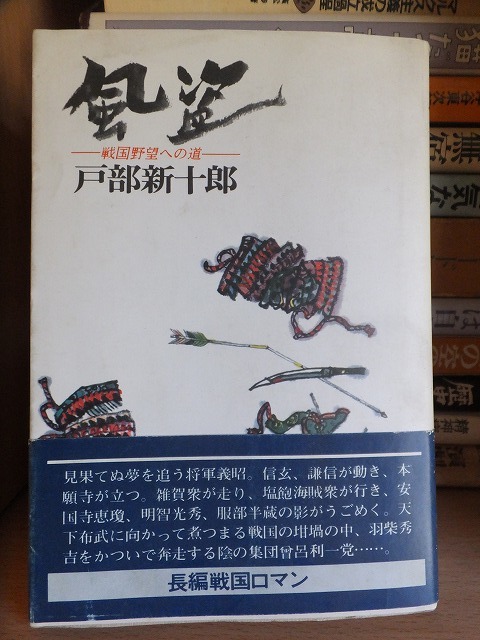 風盗
──戦国野望への道──
戸部新十郎
見果てぬ夢を追う将軍義昭。信玄、謙信が動き、本
願寺が立つ。雑賀衆が走り、塩飽海賊衆が行き、安
国寺恵瓊、明智光秀、服部半蔵の影がうごめく。天
下布武に向かって煮つまる戦国の坩堝の中、羽柴秀
吉をかついで奔走する陰の集団曾呂利一党……。
長編戦国ロマン